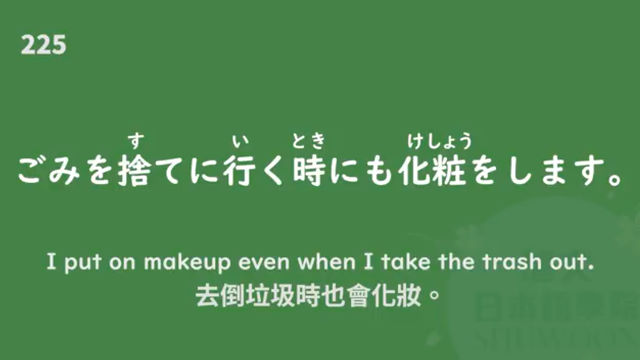 225
す い とき けしょう
ごみを捨てに行く時にも化粧をします。
I put on makeup even when I take the trash out.
去倒垃圾時也會化妝。
日本語學院